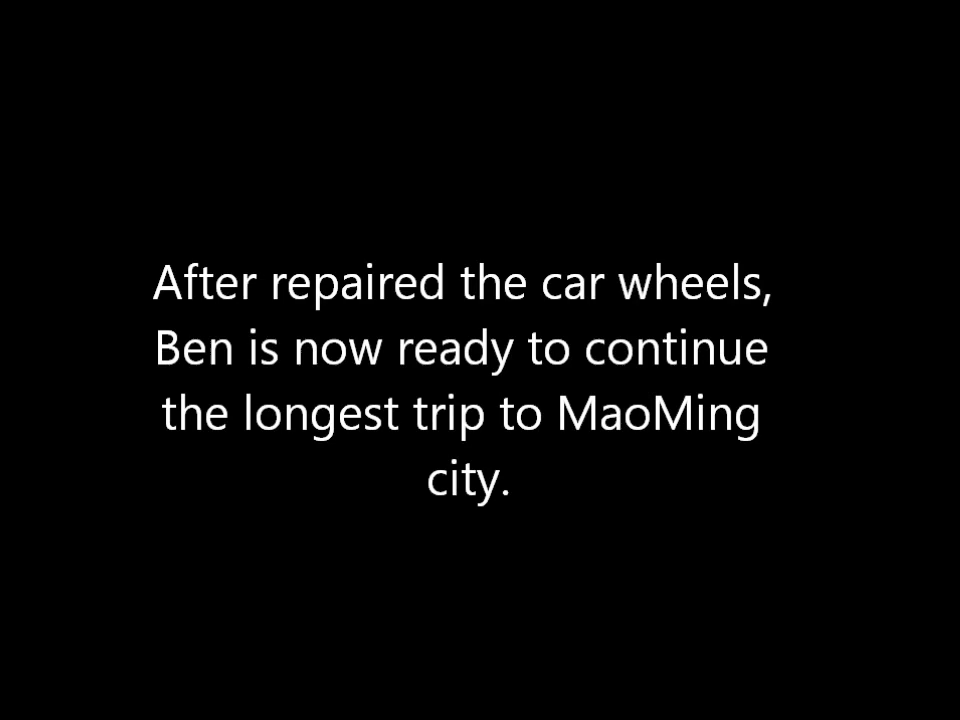 After repaired the car wheels,
Ben is now ready to continue
the longest trip to MaoMing
city.